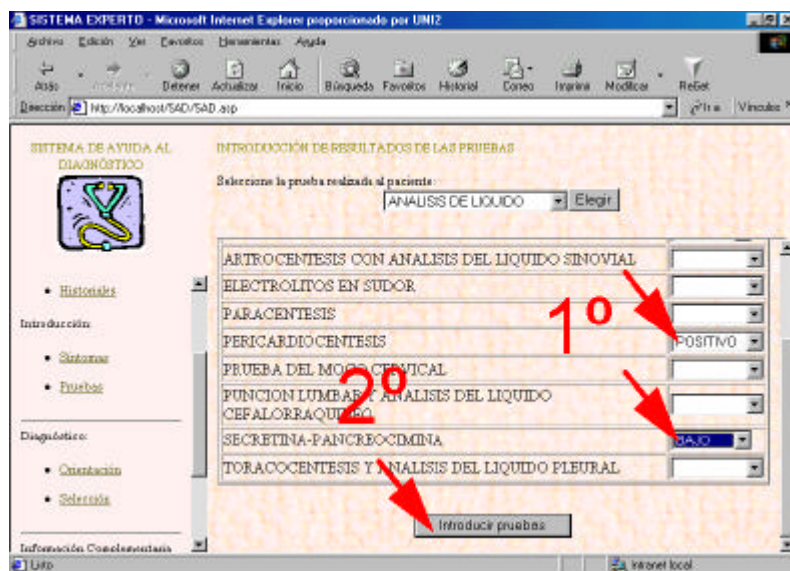 SISTEMA EXPERTO - Microsoft Internet Explorer proporcionado por UNI2
Archivo Edición Ver Favoritos Herramientas Ayuda
Atrás Detener Actualizar Inicio Búsqueda Favoritos Historial Correo Imprimir Modificar ReGet
Dirección http://localhost/SAD/SAD.asp Ir a Vínculos
SISTEMA DE AYUDA AL
DIAGNÓSTICO
INTRODUCCIÓN DE RESULTADOS DE LAS PRUEBAS
Seleccione la prueba realizada al paciente:
ANALISIS DE LIQUIDO Elegir
ARTROCENTESIS CON ANALISIS DEL LIQUIDO SINOVIAL
ELECTROLITOS EN SUDOR
PARACENTESIS
PERICARDIOCENTESIS POSITIVO
PRUEBA DEL MOCO CERVICAL
PUNCION LUMBAR Y ANALISIS DEL LIQUIDO
CEFALORRAQUIDEO
SECRETINA-PANCREOCIMINA BAJO
TORACOCENTESIS Y ANALISIS DEL LIQUIDO PLEURAL
1º
2º
Introducir pruebas
Historiales
Introducción:
Síntomas
Pruebas
Diagnóstico:
Orientación
Selección
Información Complementaria
Listo
Intranet local